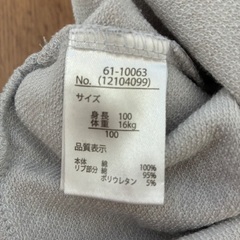 61-10063
No. (12104099)
サイズ
身長 100
体重 16kg
100
品質表示
本体 綿 100%
リブ部分 綿 95%
ポリウレタン 5%